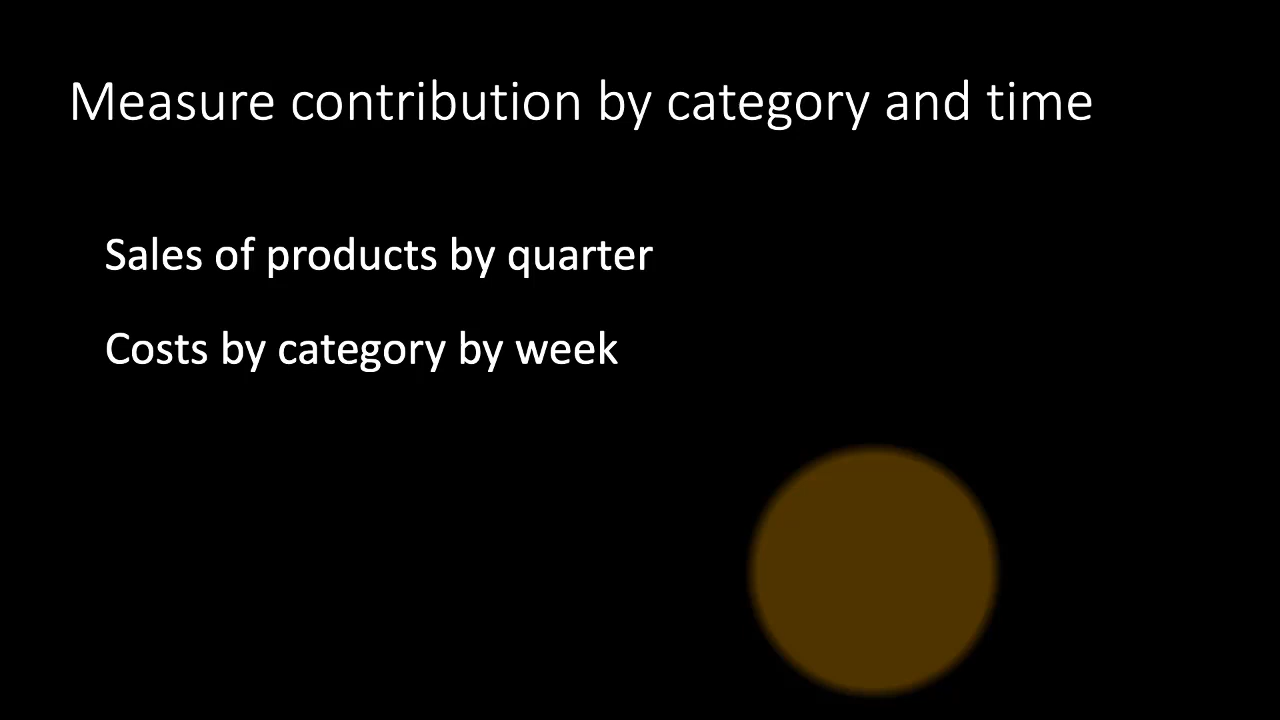 Measure contribution by category and time
Sales of products by quarter
Costs by category by week